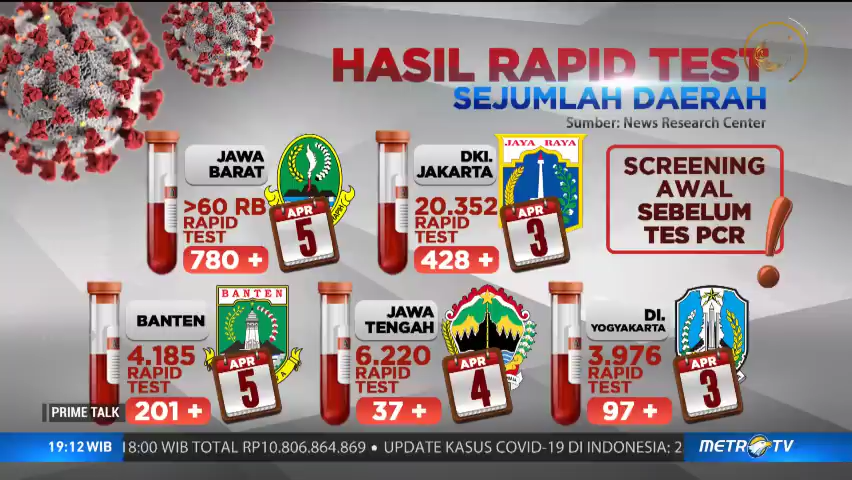 HASIL RAPID TEST
SEJUMLAH DAERAH
Sumber: News Research Center
JAWA
BARAT
>60 RB
RAPID
TEST
780 +
APR
5
DKI.
JAKARTA
JAYA RAYA
20.352
RAPID
TEST
428 +
APR
3
SCREENING
AWAL
SEBELUM
TES PCR
!
BANTEN
BANTEN
4.185
RAPID
TEST
201 +
APR
5
JAWA
TENGAH
6.220
RAPID
TEST
37 +
APR
4
DI.
YOGYAKARTA
3.976
RAPID
TEST
97 +
APR
3
PRIME TALK
19:12 WIB
18:00 WIB TOTAL RP10.806.864.869 • UPDATE KASUS COVID-19 DI INDONESIA: 2
METRO TV